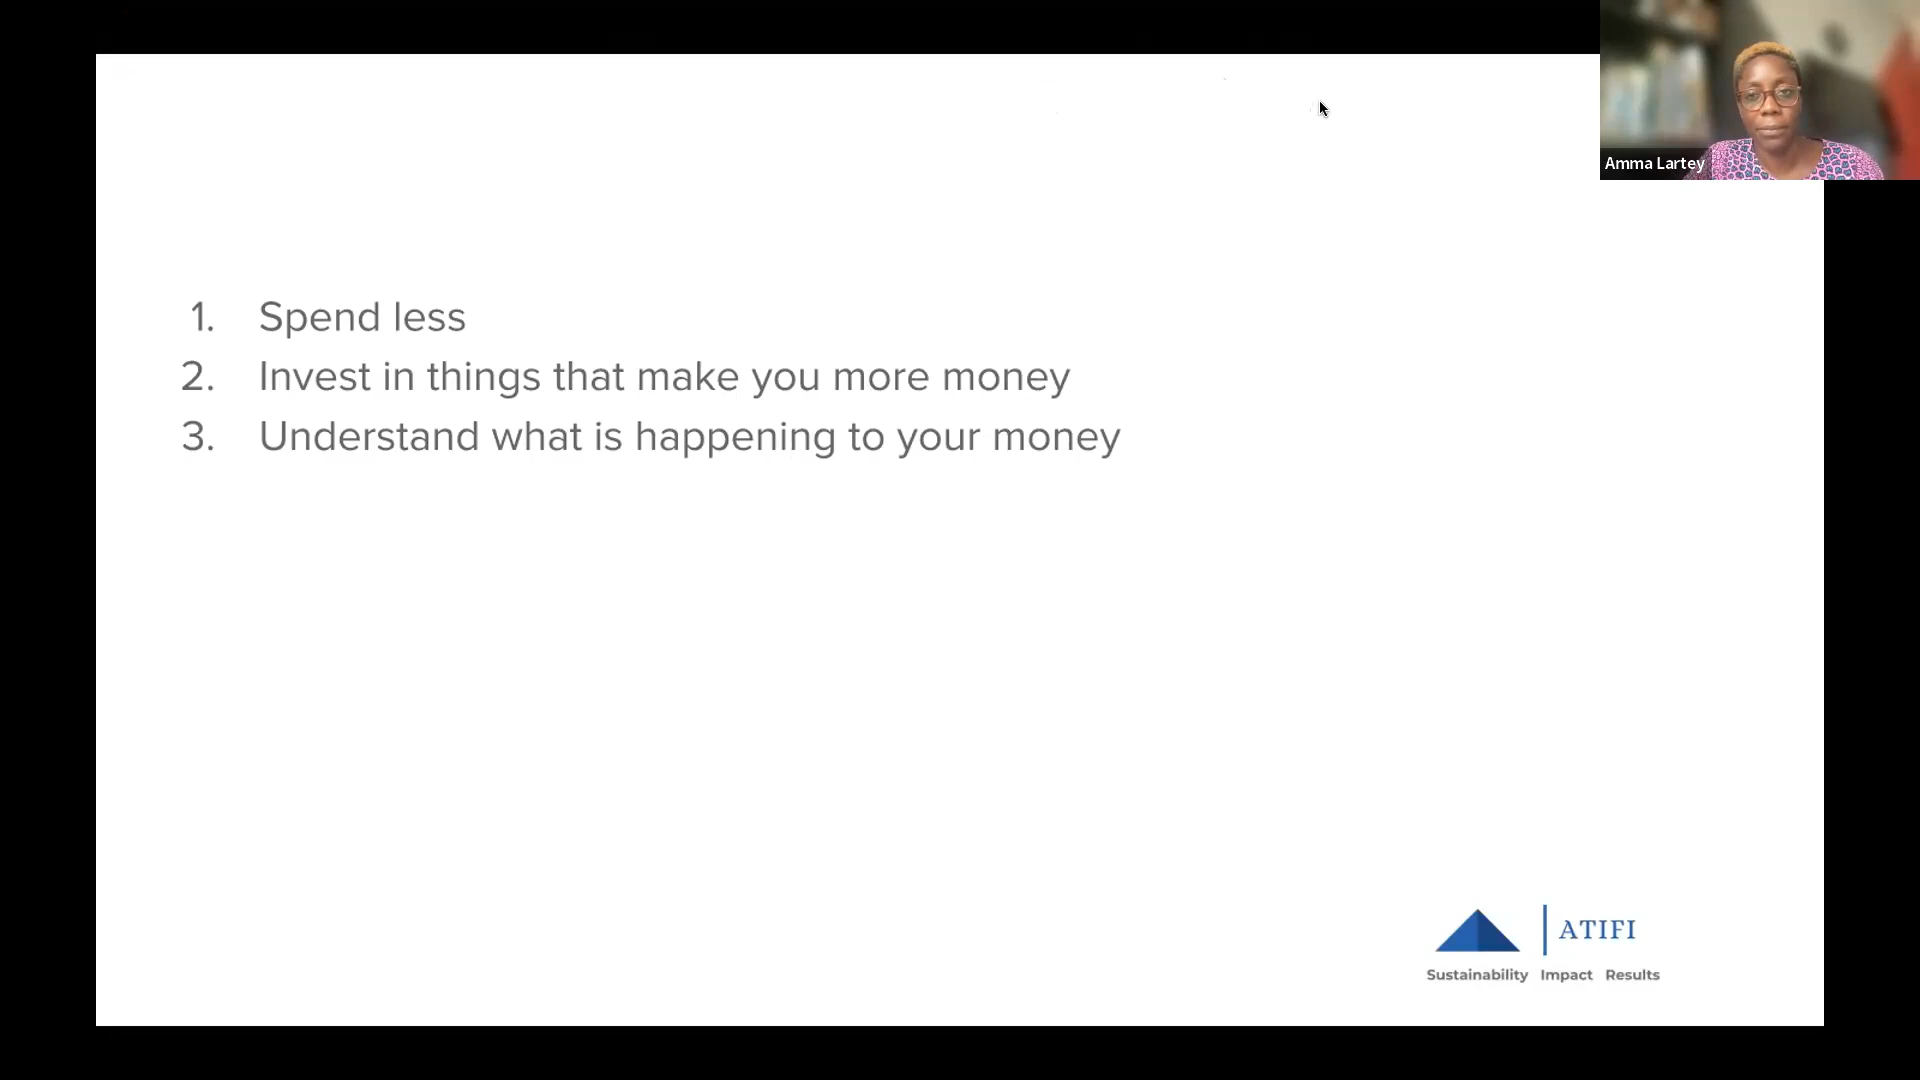 Amma Lartey
1. Spend less
2. Invest in things that make you more money
3. Understand what is happening to your money
ATIFI
Sustainability Impact Results